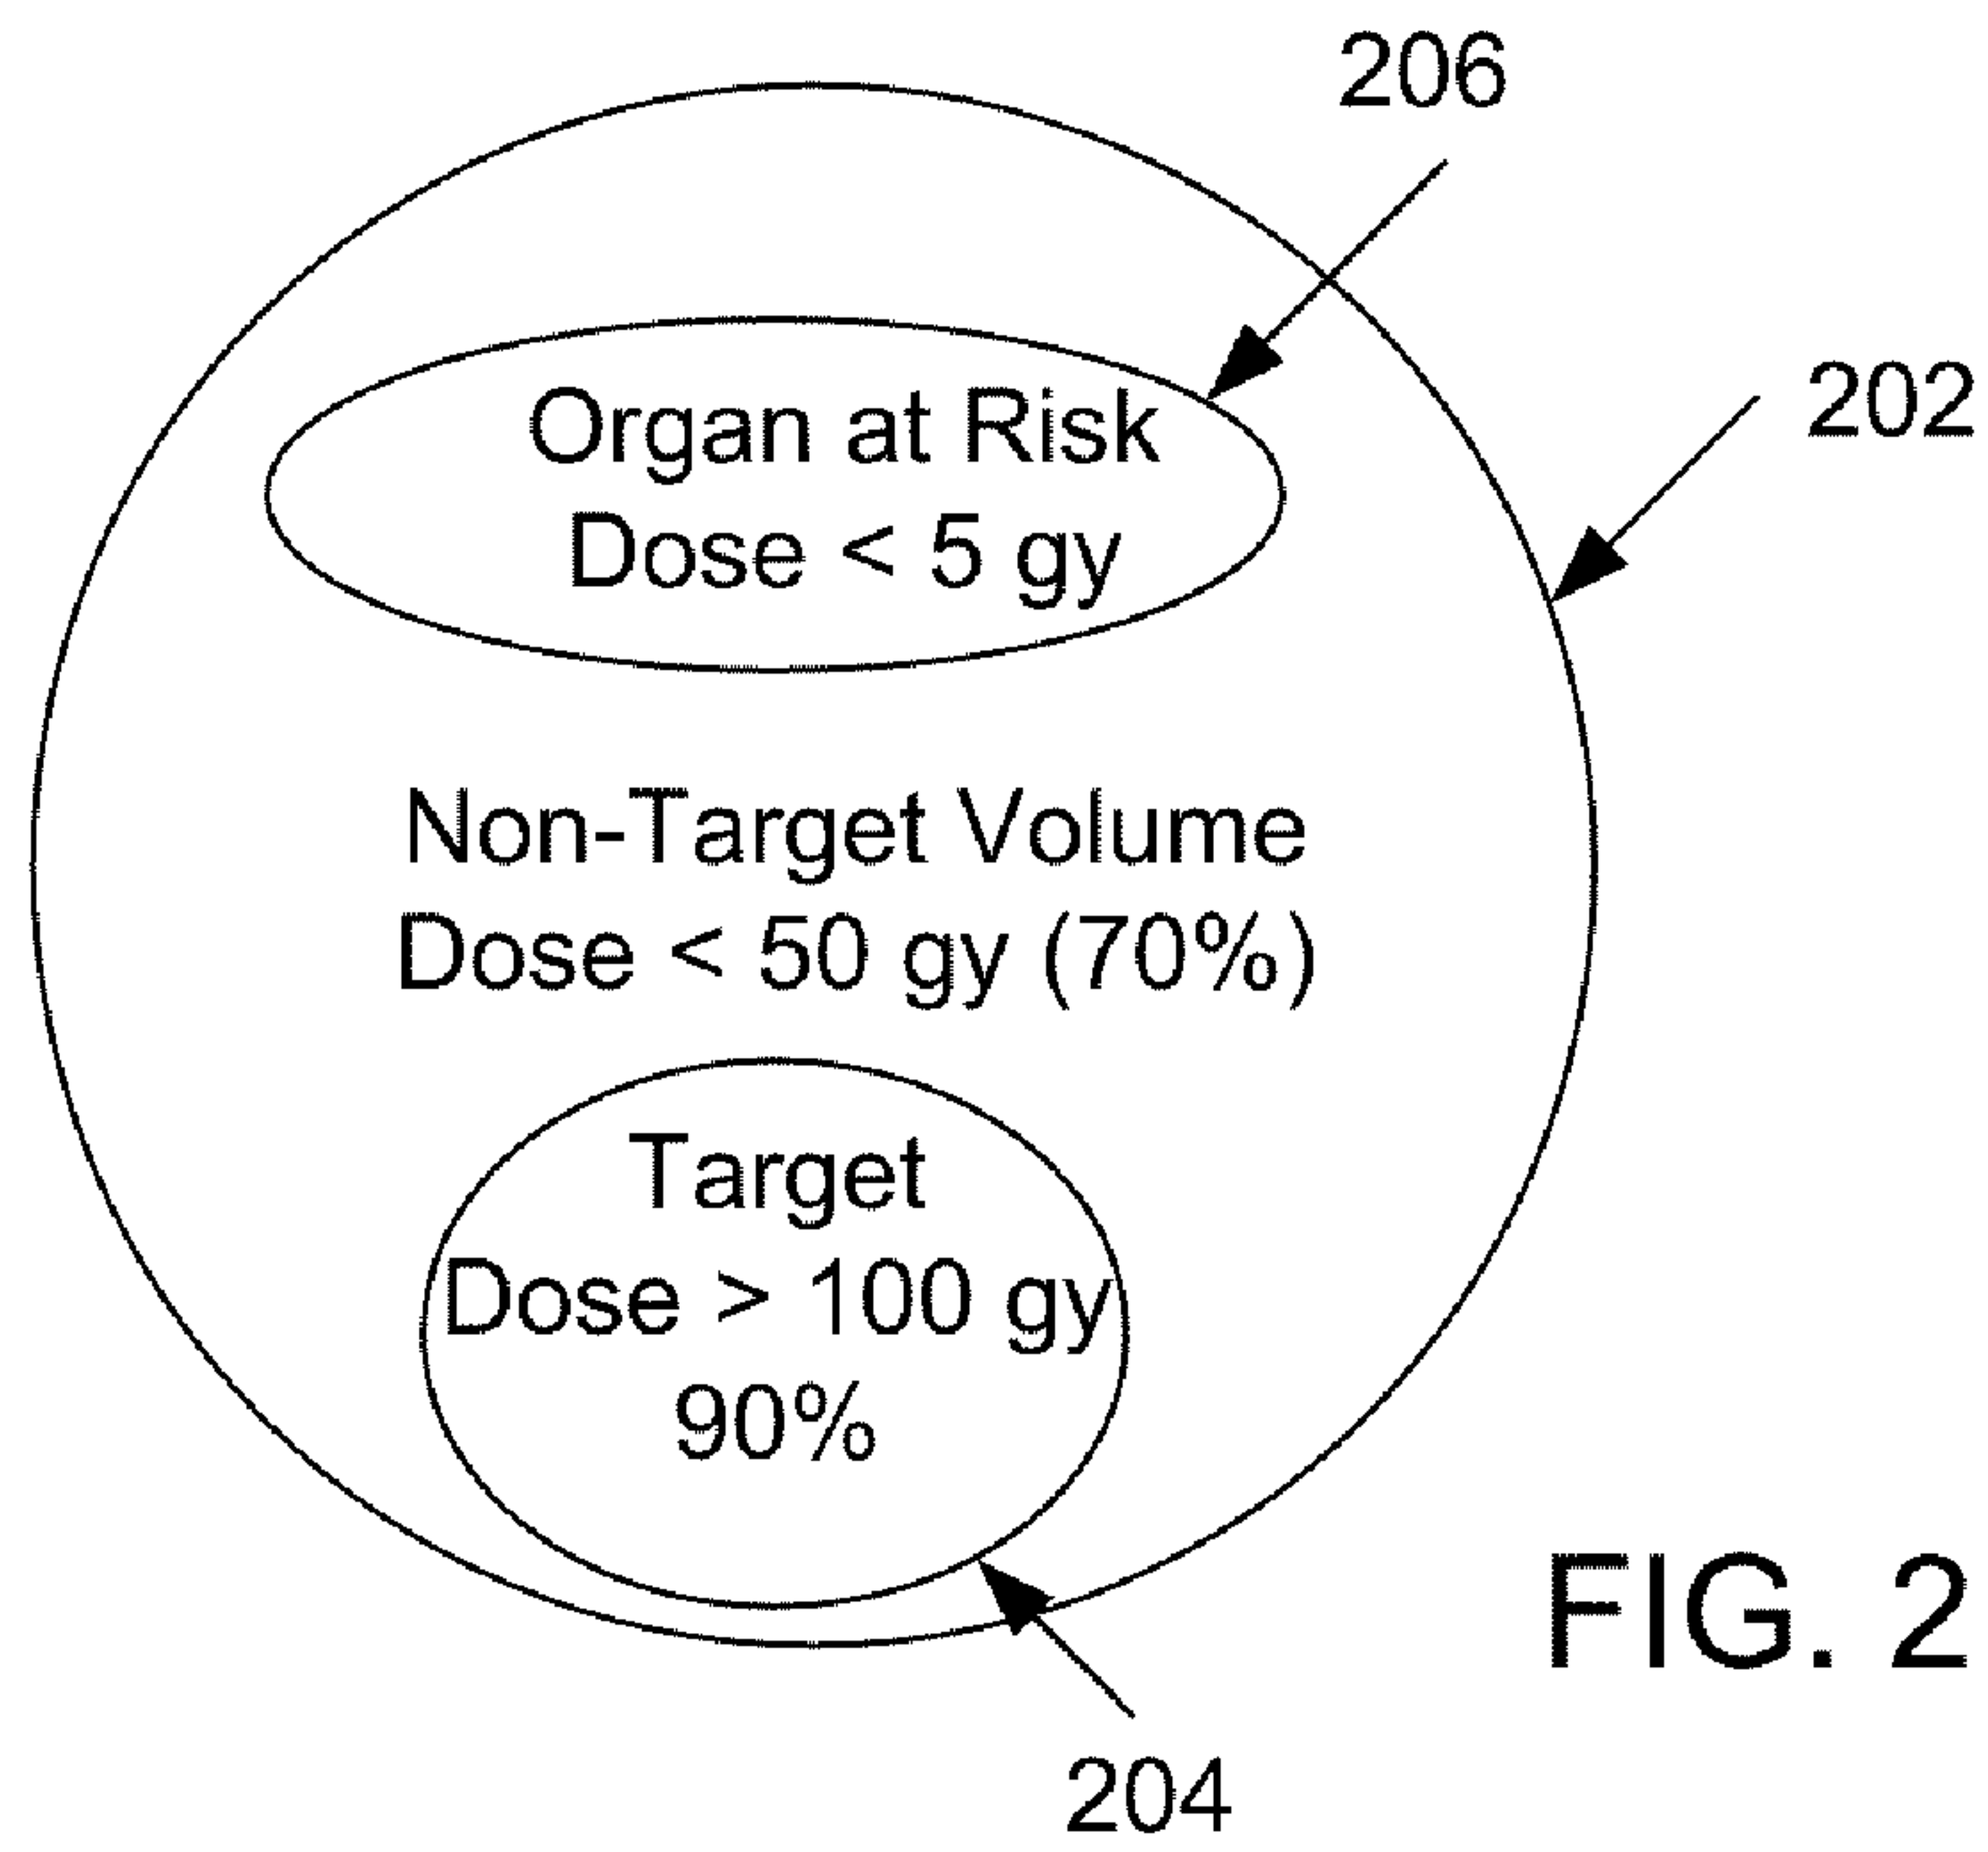 206
202
Organ at Risk
Dose < 5 gy
Non-Target Volume
Dose < 50 gy (70%)
Target
Dose > 100 gy
90%
FIG. 2
204